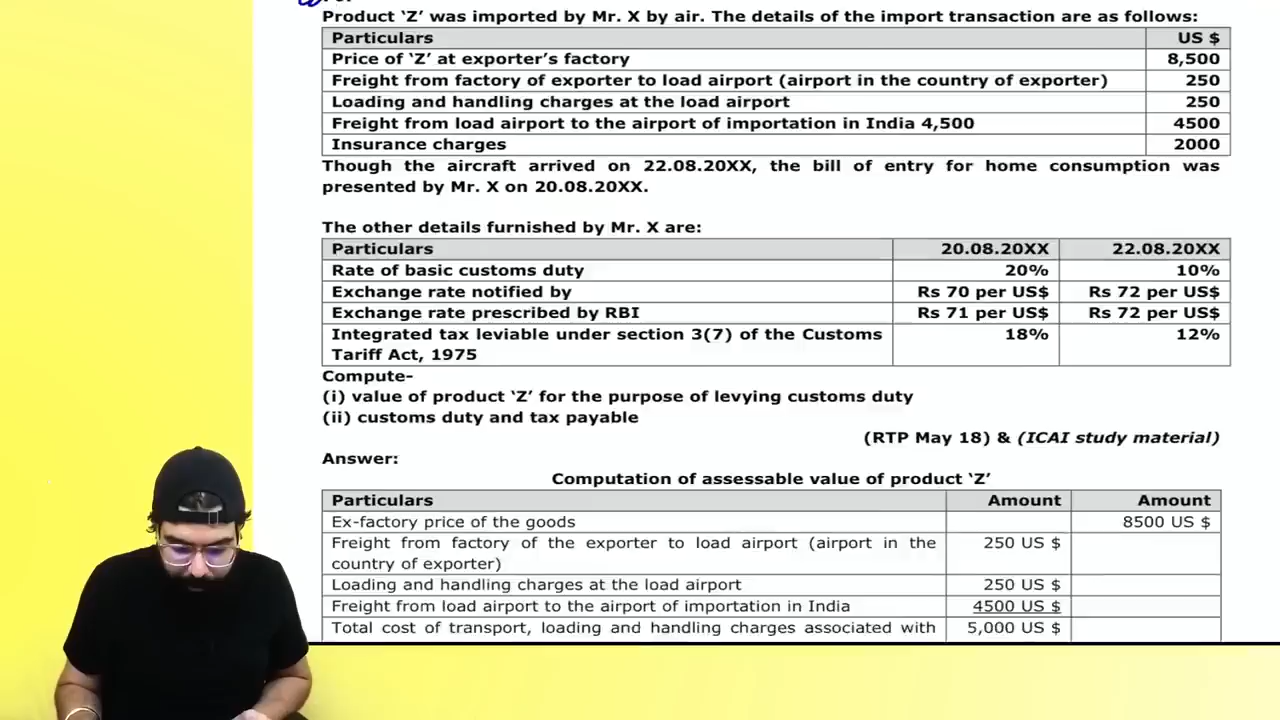 Product ‘Z’ was imported by Mr. X by air. The details of the import transaction are as follows:
Particulars US $
Price of ‘Z’ at exporter’s factory 8,500
Freight from factory of exporter to load airport (airport in the country of exporter) 250
Loading and handling charges at the load airport 250
Freight from load airport to the airport of importation in India 4,500 4500
Insurance charges 2000
Though the aircraft arrived on 22.08.20XX, the bill of entry for home consumption was
presented by Mr. X on 20.08.20XX.
The other details furnished by Mr. X are:
Particulars 20.08.20XX 22.08.20XX
Rate of basic customs duty 20% 10%
Exchange rate notified by Rs 70 per US$ Rs 72 per US$
Exchange rate prescribed by RBI Rs 71 per US$ Rs 72 per US$
Integrated tax leviable under section 3(7) of the Customs 18% 12%
Tariff Act, 1975
Compute-
(i) value of product ‘Z’ for the purpose of levying customs duty
(ii) customs duty and tax payable
(RTP May 18) & (ICAI study material)
Answer:
Computation of assessable value of product ‘Z’
Particulars Amount Amount
Ex-factory price of the goods 8500 US $
Freight from factory of the exporter to load airport (airport in the 250 US $
country of exporter)
Loading and handling charges at the load airport 250 US $
Freight from load airport to the airport of importation in India 4500 US $
Total cost of transport, loading and handling charges associated with 5,000 US $